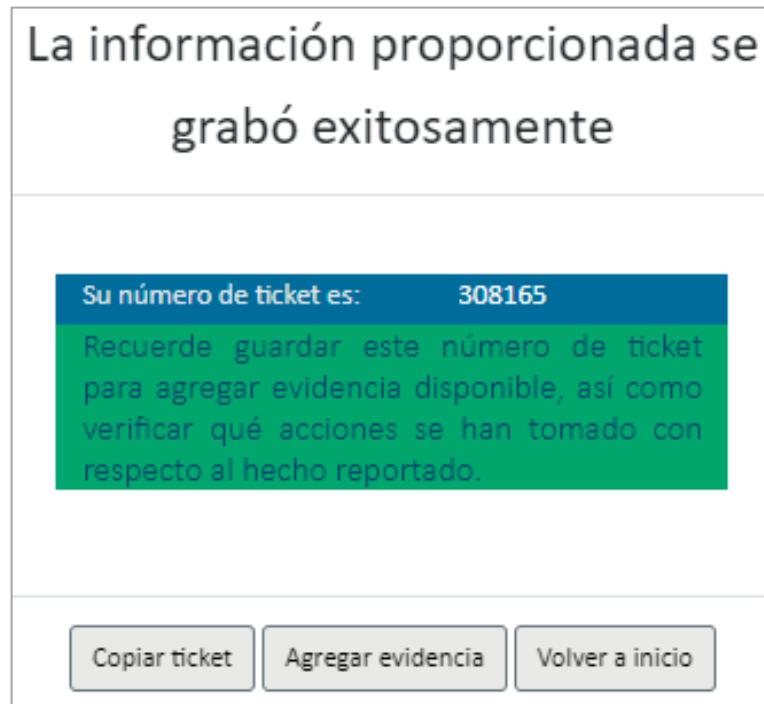 La información proporcionada se
grabó exitosamente
Su número de ticket es: 308165
Recuerde guardar este número de ticket
para agregar evidencia disponible, así como
verificar qué acciones se han tomado con
respecto al hecho reportado.
Copiar ticket Agregar evidencia Volver a inicio